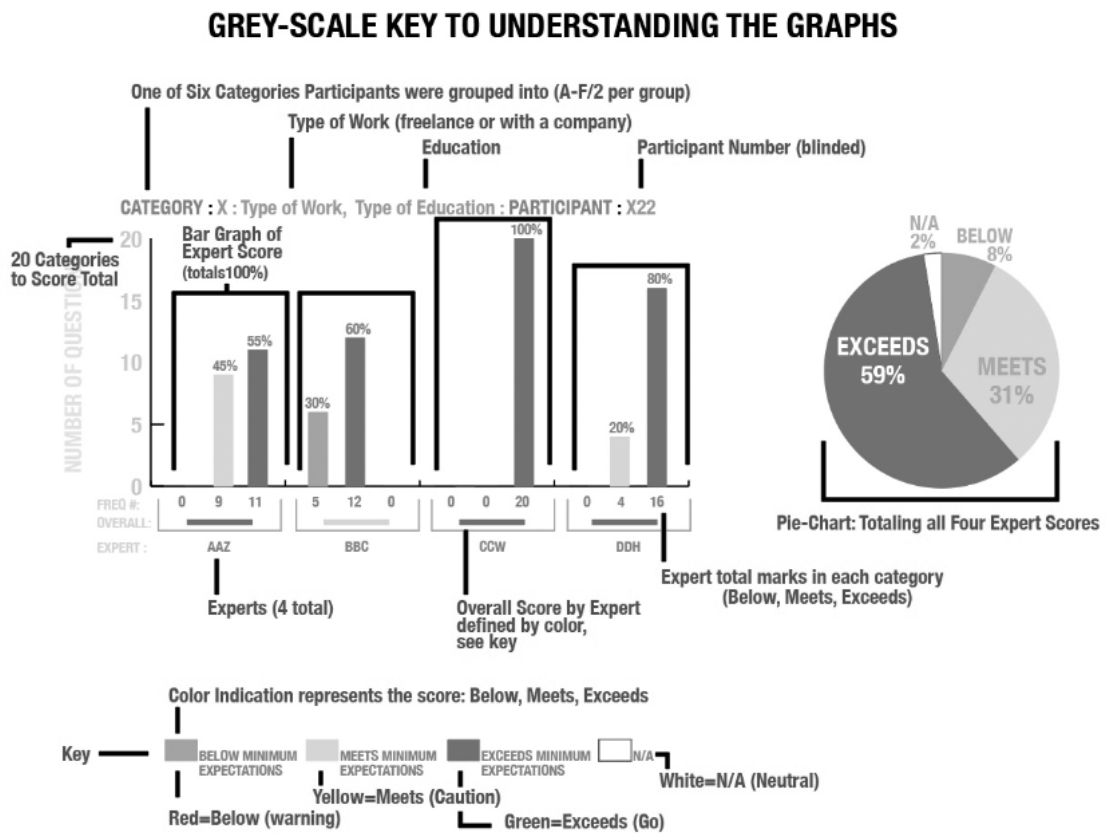 GREY-SCALE KEY TO UNDERSTANDING THE GRAPHS
One of Six Categories Participants were grouped into (A-F/2 per group)
Type of Work (freelance or with a company)
Education
Participant Number (blinded)
CATEGORY : X : Type of Work, Type of Education : PARTICIPANT : X22
20 Categories
to Score Total
Bar Graph of
Expert Score
(totals100%)
NUMBER OF QUESTION
20
15
10
5
0
45%
55%
30%
60%
100%
20%
80%
FREQ #: 0 9 11 5 12 0 0 0 20 0 4 16
OVERALL:
EXPERT : AAZ BBC CCW DDH
N/A
2%
BELOW
8%
EXCEEDS
59%
MEETS
31%
Pie-Chart: Totaling all Four Expert Scores
Experts (4 total)
Overall Score by Expert
defined by color,
see key
Expert total marks in each category
(Below, Meets, Exceeds)
Color Indication represents the score: Below, Meets, Exceeds
Key
BELOW MINIMUM
EXPECTATIONS
MEETS MINIMUM
EXPECTATIONS
EXCEEDS MINIMUM
EXPECTATIONS
N/A
White=N/A (Neutral)
Yellow=Meets (Caution)
Red=Below (warning)
Green=Exceeds (Go)